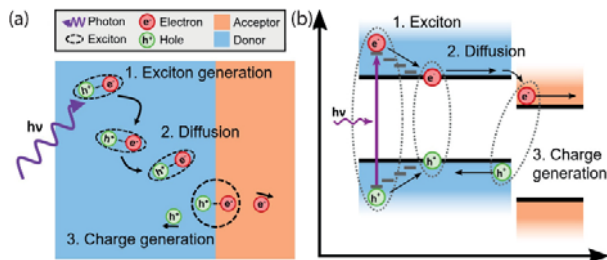 (a)
Photon
Electron
Acceptor
Exciton
Hole
Donor
e⁻
h⁺
1. Exciton generation
h⁺ e⁻
hν
h⁺ e⁻
2. Diffusion
h⁺ e⁻
h⁺ e⁻ e⁻
h⁺
3. Charge generation
(b)
1. Exciton
2. Diffusion
e⁻
e⁻
e⁻
hν
3. Charge
generation
h⁺
h⁺
h⁺